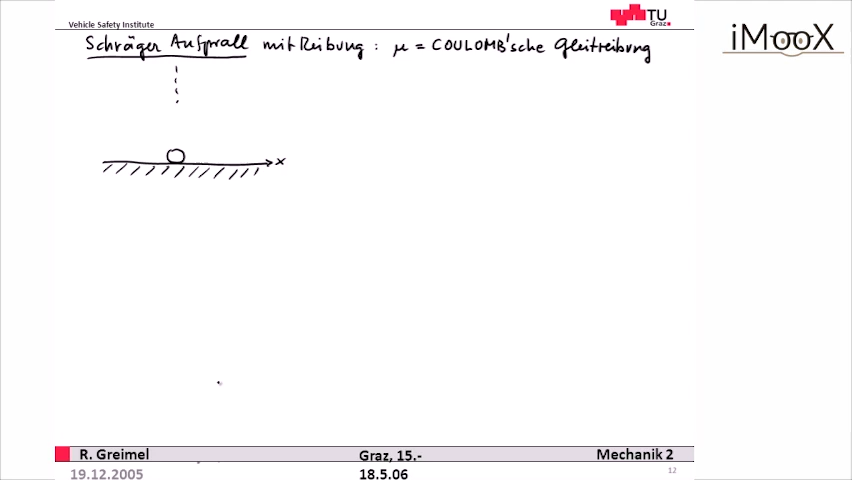 Vehicle Safety Institute
TU
Graz
iMooX
Schräger Aufprall mit Reibung : μ = COULOMB'sche Gleitreibung
x
R. Greimel
Graz, 15.-
Mechanik 2
19.12.2005
18.5.06
12